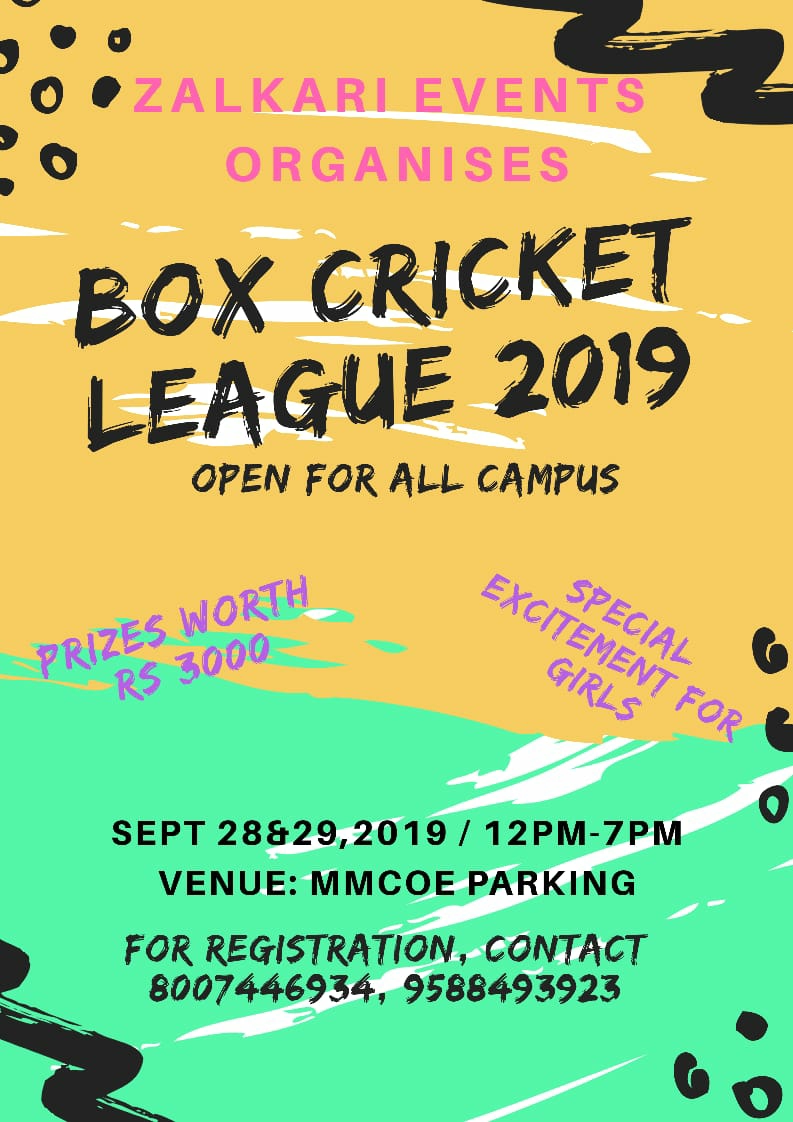 ZALKARI EVENTS
ORGANISES
BOX CRICKET
LEAGUE 2019
OPEN FOR ALL CAMPUS
PRIZES WORTH
RS 3000
SPECIAL
EXCITEMENT FOR
GIRLS
SEPT 28&29,2019 / 12PM-7PM
VENUE: MMCOE PARKING
FOR REGISTRATION, CONTACT
8007446934, 9588493923